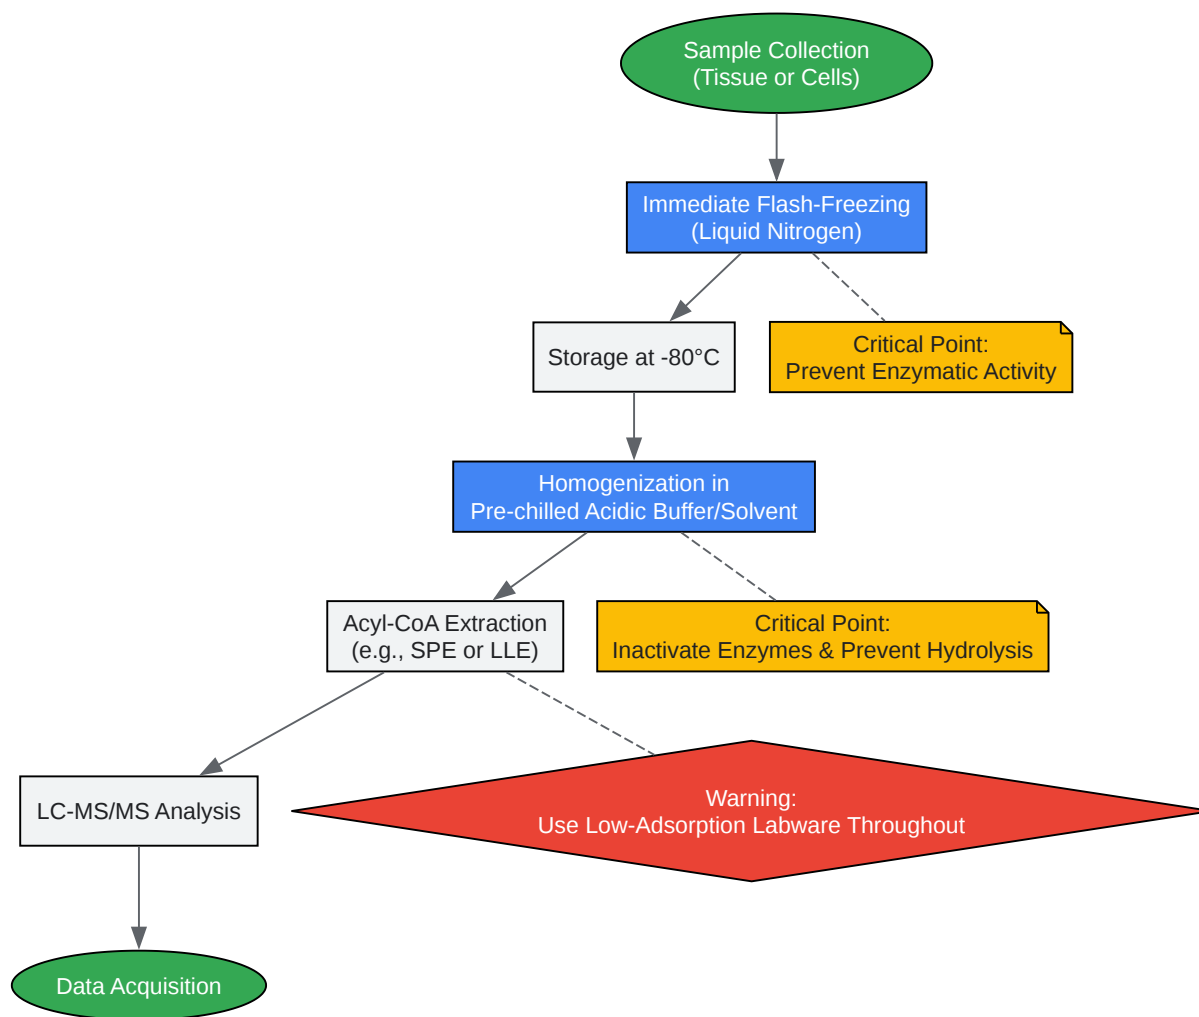 Sample Collection
(Tissue or Cells)
Immediate Flash-Freezing
(Liquid Nitrogen)
Storage at -80°C
Critical Point:
Prevent Enzymatic Activity
Homogenization in
Pre-chilled Acidic Buffer/Solvent
Acyl-CoA Extraction
(e.g., SPE or LLE)
Critical Point:
Inactivate Enzymes & Prevent Hydrolysis
LC-MS/MS Analysis
Warning:
Use Low-Adsorption Labware Throughout
Data Acquisition